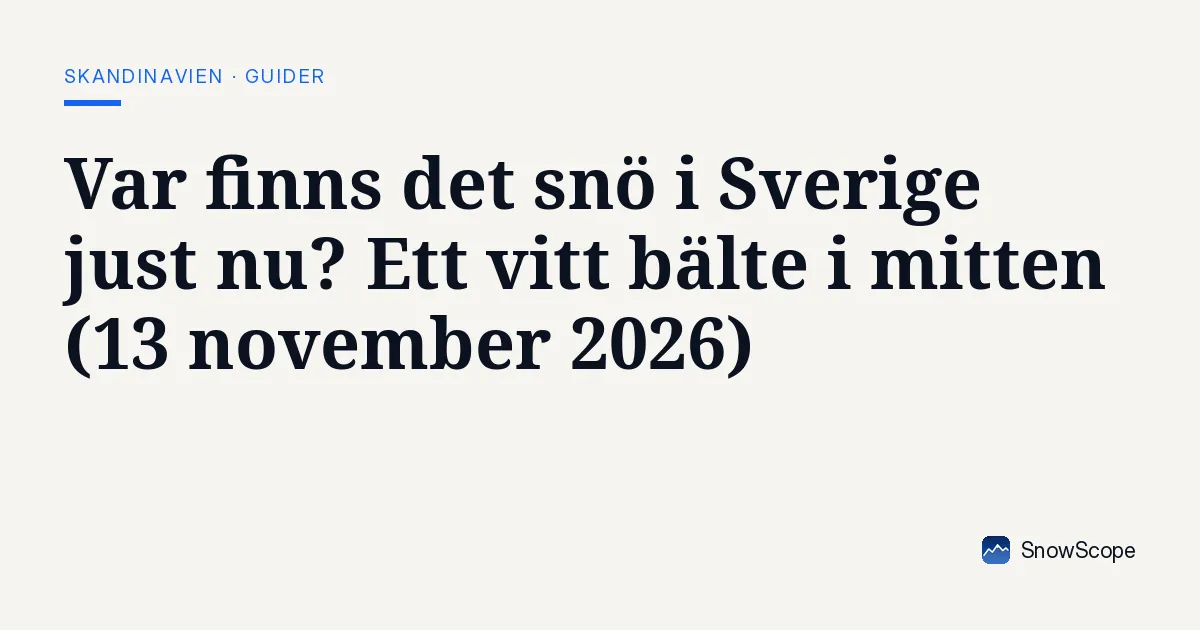 SKANDINAVIEN · GUIDER
Var finns det snö i Sverige
just nu? Ett vitt bälte i mitten
(13 november 2026)
SnowScope